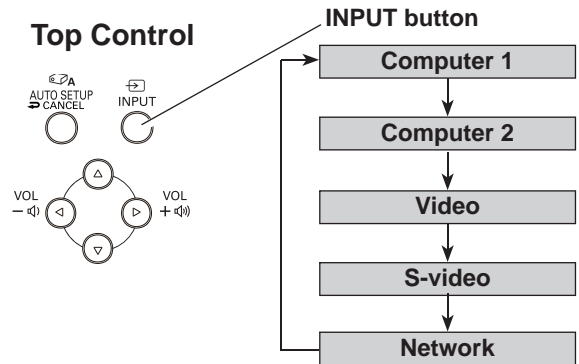 Top Control
INPUT button
A
AUTO SETUP
CANCEL
INPUT
VOL
VOL
Computer 1
Computer 2
Video
S-video
Network